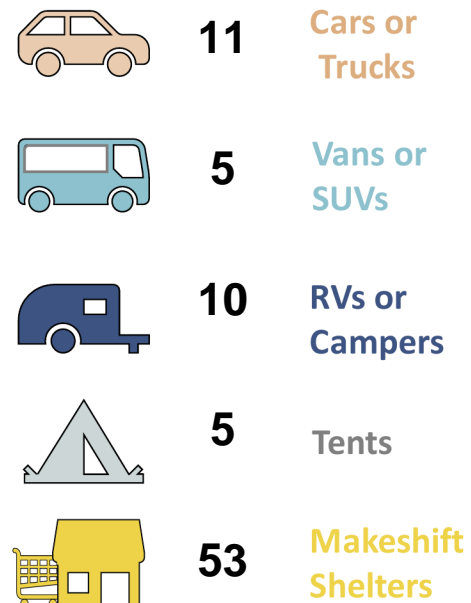 11 Cars or
Trucks
5 Vans or
SUVs
10 RVs or
Campers
5 Tents
53 Makeshift
Shelters